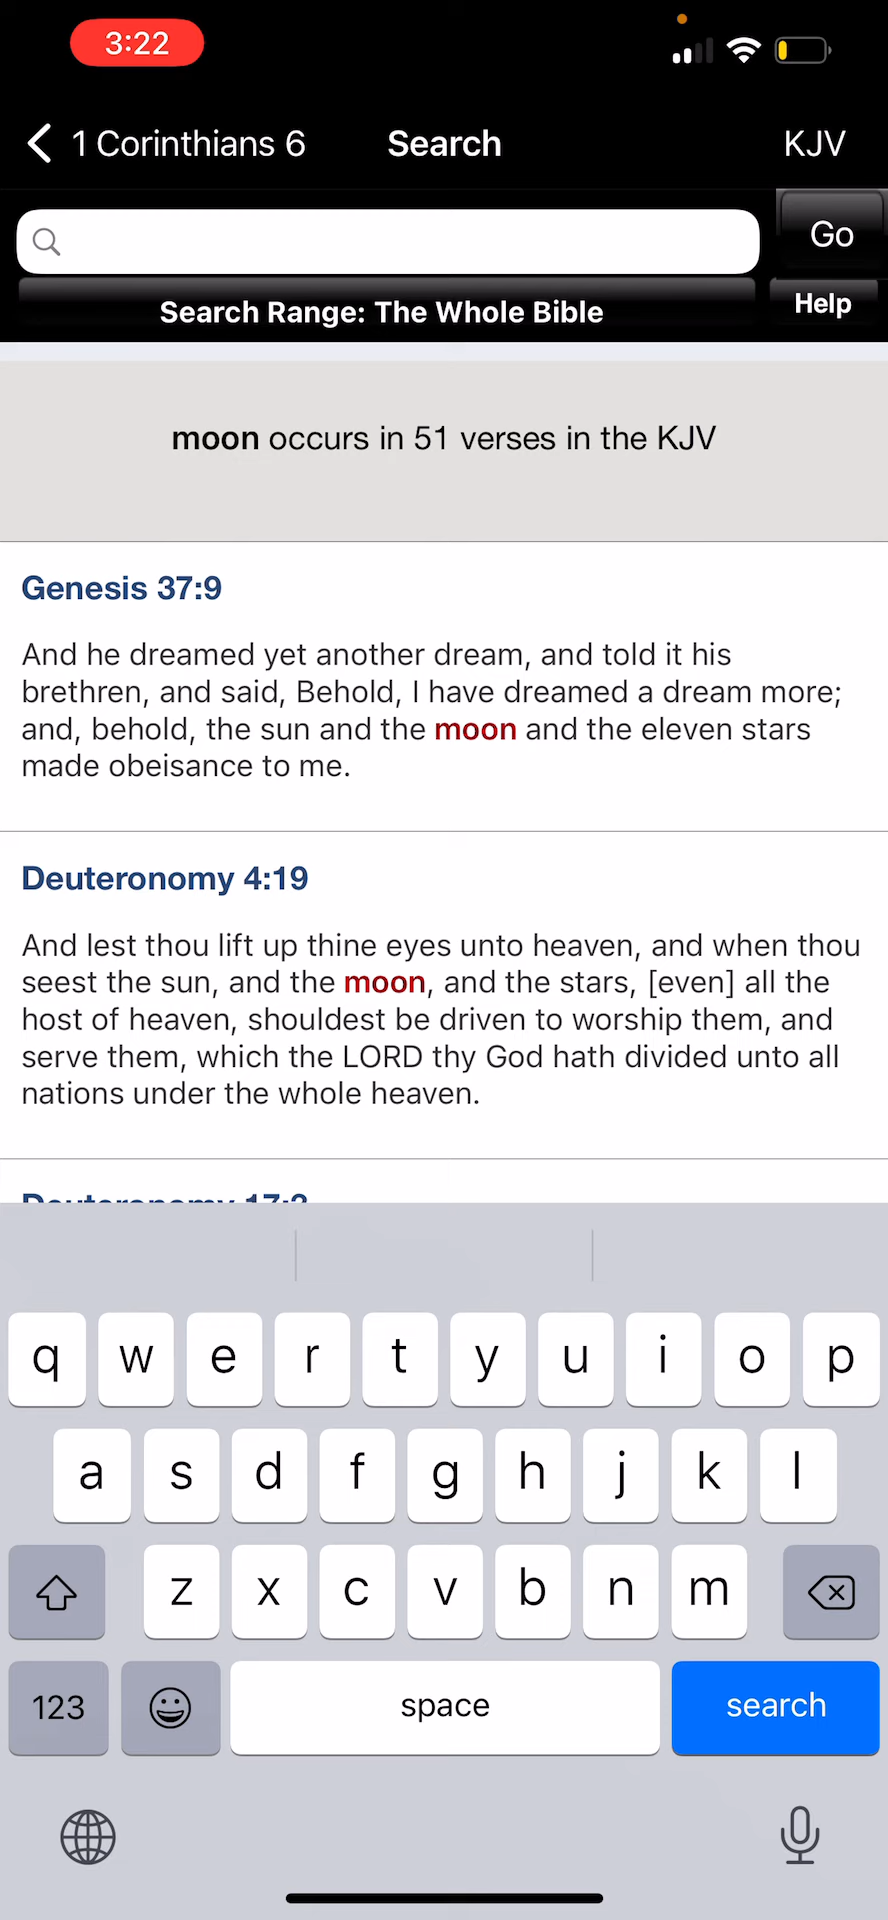 3:22
1 Corinthians 6 Search KJV
Go
Search Range: The Whole Bible Help
moon occurs in 51 verses in the KJV
Genesis 37:9
And he dreamed yet another dream, and told it his
brethren, and said, Behold, I have dreamed a dream more;
and, behold, the sun and the moon and the eleven stars
made obeisance to me.
Deuteronomy 4:19
And lest thou lift up thine eyes unto heaven, and when thou
seest the sun, and the moon, and the stars, [even] all the
host of heaven, shouldest be driven to worship them, and
serve them, which the LORD thy God hath divided unto all
nations under the whole heaven.
Deuteronomy 17:3
q w e r t y u i o p
a s d f g h j k l
z x c v b n m
123 space search